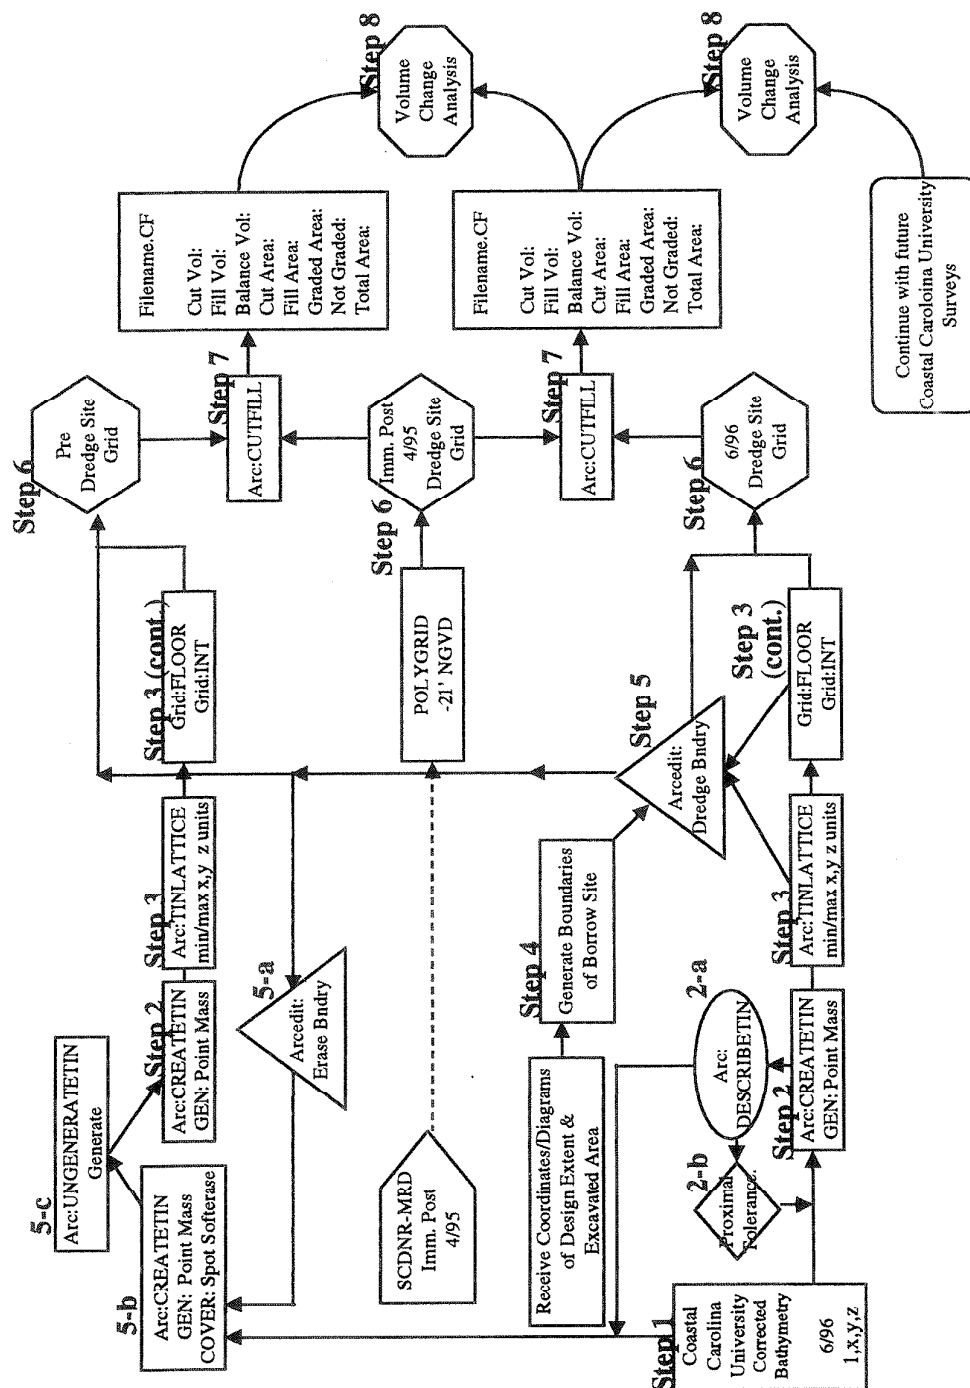 Step 1
Coastal
Carolina
University
Corrected
Bathymetry
6/96
1,x,y,z
5-b
Arc:CREATETIN
GEN: Point Mass
COVER: Spot Softerase
5-c
Arc:UNGENERATETIN
Generate
Step 2
Arc:CREATETIN
GEN: Point Mass
Step 3
Arc:TINLATTICE
min/max x,y z units
Step 3 (cont.)
Grid:FLOOR
Grid:INT
Step 6
Pre
Dredge Site
Grid
5-a
Arcedit:
Erase Bndry
Step 7
Arc:CUTFILL
Filename.CF
Cut Vol:
Fill Vol:
Balance Vol:
Cut Area:
Fill Area:
Graded Area:
Not Graded:
Total Area:
Step 8
Volume
Change
Analysis
SCDNR-MRD
Imm. Post
4/95
POLYGRID
-21' NGVD
Step 6
Imm. Post
4/95
Dredge Site
Grid
Receive Coordinates/Diagrams
of Design Extent &
Excavated Area
Step 4
Generate Boundaries
of Borrow Site
Step 5
Arcedit:
Dredge Bndry
Step 7
Arc:CUTFILL
Filename.CF
Cut Vol:
Fill Vol:
Balance Vol:
Cut Area:
Fill Area:
Graded Area:
Not Graded:
Total Area:
Step 8
Volume
Change
Analysis
2-b
Proximal
Tolerance.
2-a
Arc:
DESCRIBETIN
Step 2
Arc:CREATETIN
GEN: Point Mass
Step 3
Arc:TINLATTICE
min/max x,y z units
Step 3
(cont.)
Grid:FLOOR
Grid:INT
Step 6
6/96
Dredge Site
Grid
Continue with future
Coastal Caroloina University
Surveys